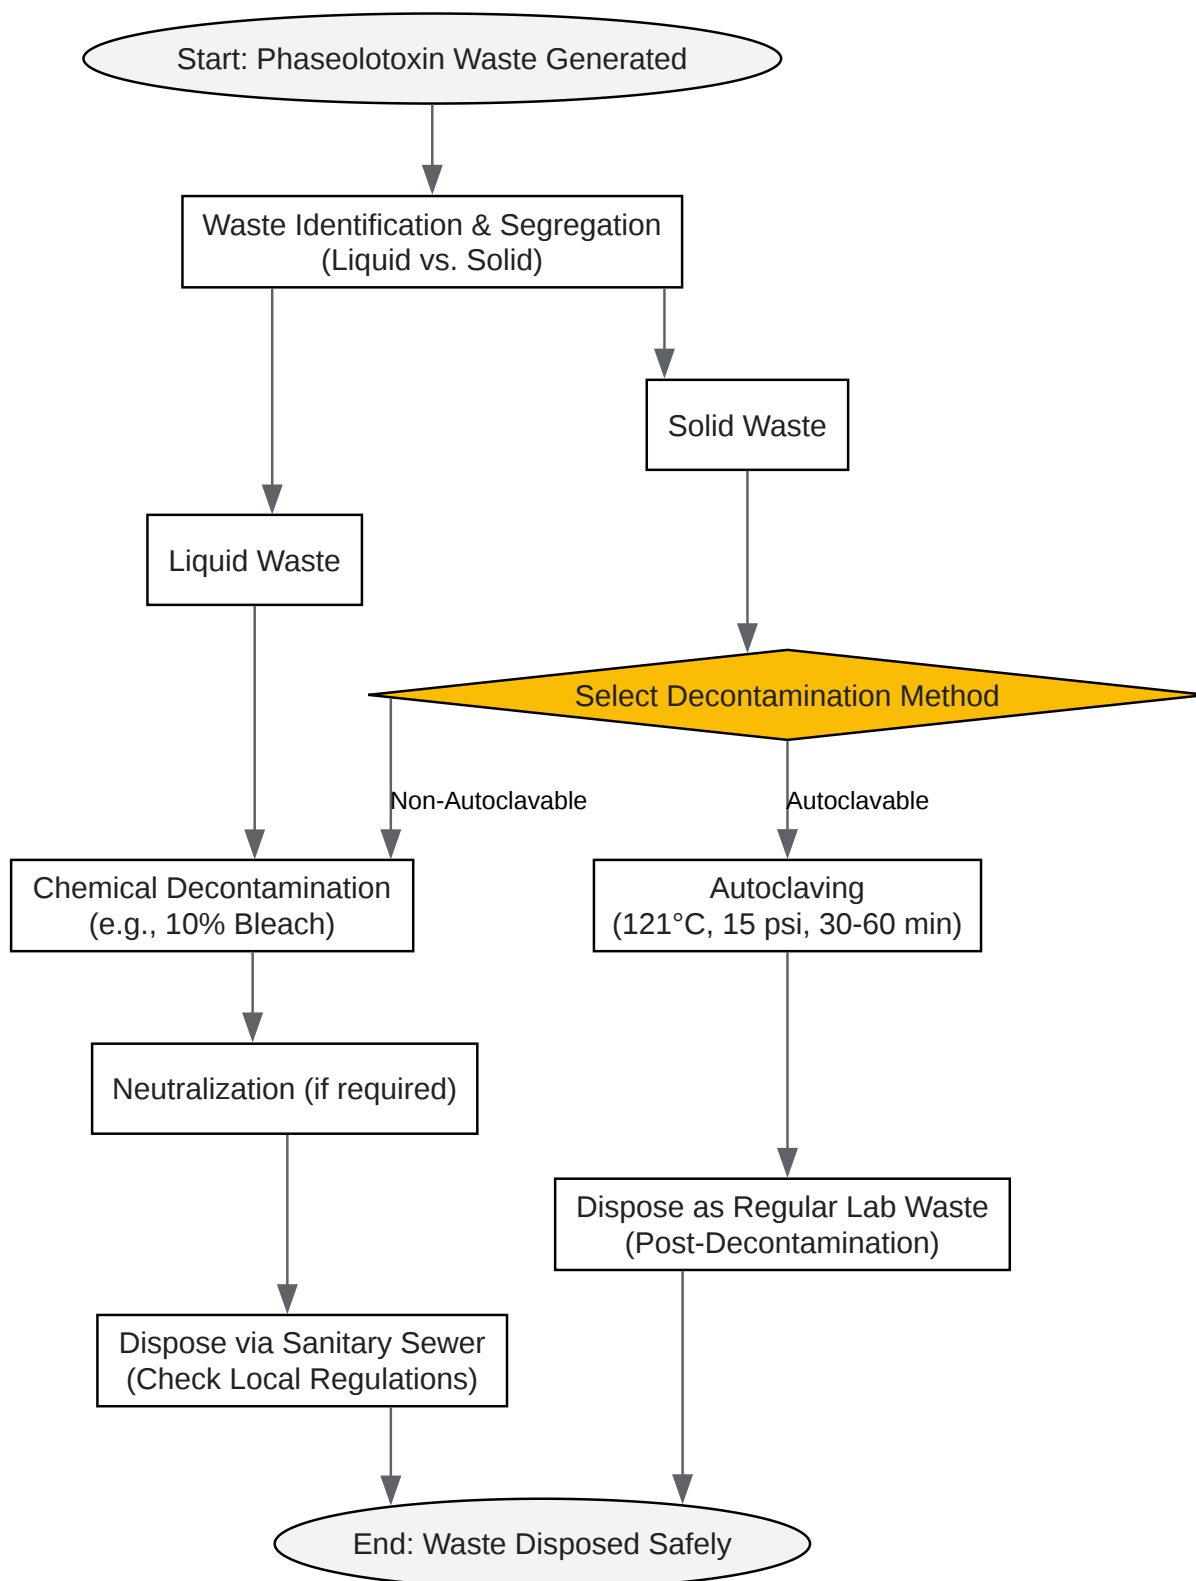 Start: Phaseolotoxin Waste Generated
Waste Identification & Segregation
(Liquid vs. Solid)
Solid Waste
Liquid Waste
Select Decontamination Method
Non-Autoclavable
Autoclavable
Chemical Decontamination
(e.g., 10% Bleach)
Autoclaving
(121°C, 15 psi, 30-60 min)
Neutralization (if required)
Dispose as Regular Lab Waste
(Post-Decontamination)
Dispose via Sanitary Sewer
(Check Local Regulations)
End: Waste Disposed Safely